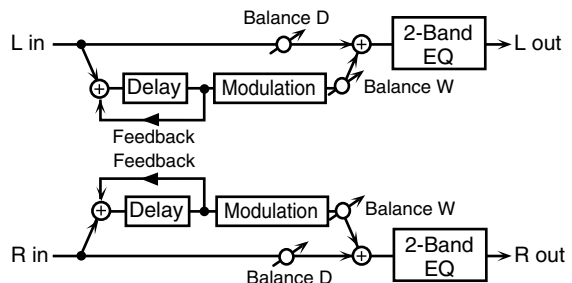 Balance D
L in
2-Band
EQ
L out
Delay
Modulation
Balance W
Feedback
Feedback
Delay
Modulation
Balance W
R in
2-Band
EQ
R out
Balance D